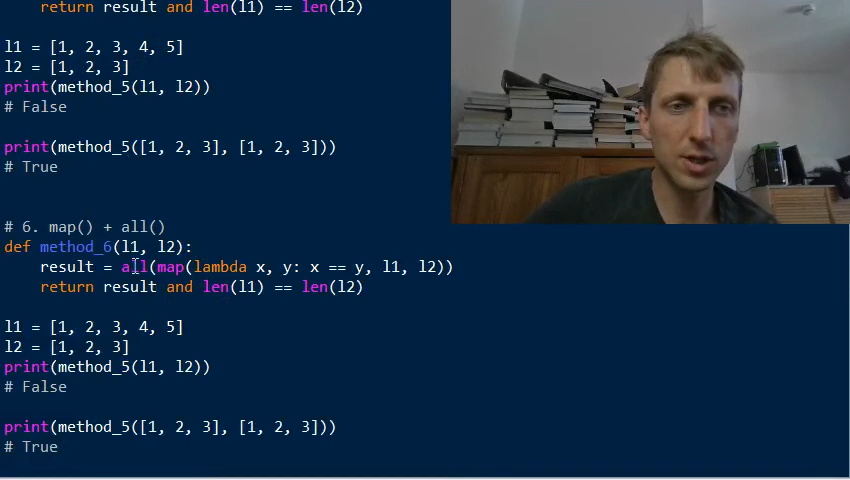 return result and len(l1) == len(l2)
l1 = [1, 2, 3, 4, 5]
l2 = [1, 2, 3]
print(method_5(l1, l2))
# False
print(method_5([1, 2, 3], [1, 2, 3]))
# True
# 6. map() + all()
def method_6(l1, l2):
    result = all(map(lambda x, y: x == y, l1, l2))
    return result and len(l1) == len(l2)
l1 = [1, 2, 3, 4, 5]
l2 = [1, 2, 3]
print(method_5(l1, l2))
# False
print(method_5([1, 2, 3], [1, 2, 3]))
# True